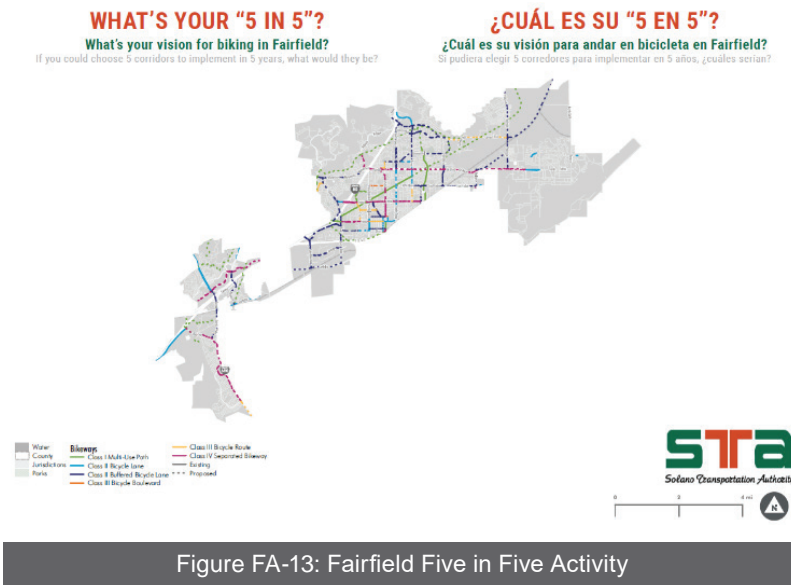 WHAT'S YOUR “5 IN 5”?
What's your vision for biking in Fairfield?
If you could choose 5 corridors to implement in 5 years, what would they be?
¿CUÁL ES SU “5 EN 5”?
¿Cuál es su visión para andar en bicicleta en Fairfield?
Si pudiera elegir 5 corredores para implementar en 5 años, ¿cuáles serían?
Water
County
Jurisdictions
Parks
Bikeways
Class I Multi-Use Path
Class II Bicycle Lane
Class II Buffered Bicycle Lane
Class III Bicycle Boulevard
Class III Bicycle Route
Class IV Separated Bikeway
Existing
Proposed
STA
Solano Transportation Authority
0
4 mi
N
Figure FA-13: Fairfield Five in Five Activity